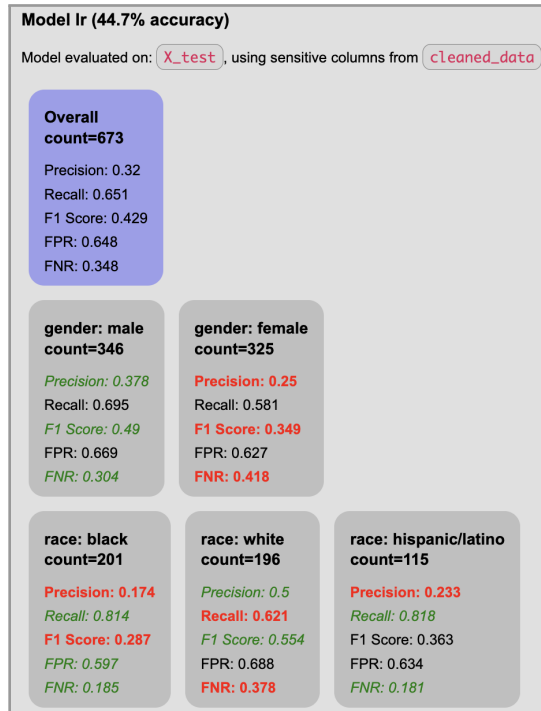 Model lr (44.7% accuracy)
Model evaluated on: X_test, using sensitive columns from cleaned_data
Overall
count=673
Precision: 0.32
Recall: 0.651
F1 Score: 0.429
FPR: 0.648
FNR: 0.348
gender: male
count=346
Precision: 0.378
Recall: 0.695
F1 Score: 0.49
FPR: 0.669
FNR: 0.304
gender: female
count=325
Precision: 0.25
Recall: 0.581
F1 Score: 0.349
FPR: 0.627
FNR: 0.418
race: black
count=201
Precision: 0.174
Recall: 0.814
F1 Score: 0.287
FPR: 0.597
FNR: 0.185
race: white
count=196
Precision: 0.5
Recall: 0.621
F1 Score: 0.554
FPR: 0.688
FNR: 0.378
race: hispanic/latino
count=115
Precision: 0.233
Recall: 0.818
F1 Score: 0.363
FPR: 0.634
FNR: 0.181